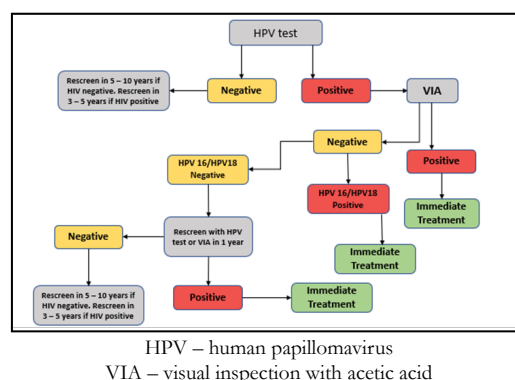 HPV test
Rescreen in 5 – 10 years if
HIV negative. Rescreen in
3 – 5 years if HIV positive
Negative
Positive
VIA
Negative
Positive
HPV 16/HPV18
Negative
HPV 16/HPV18
Positive
Immediate
Treatment
Negative
Rescreen with HPV
test or VIA in 1 year
Immediate
Treatment
Rescreen in 5 – 10 years if
HIV negative. Rescreen in
3 – 5 years if HIV positive
Positive
Immediate
Treatment
HPV – human papillomavirus
VIA – visual inspection with acetic acid